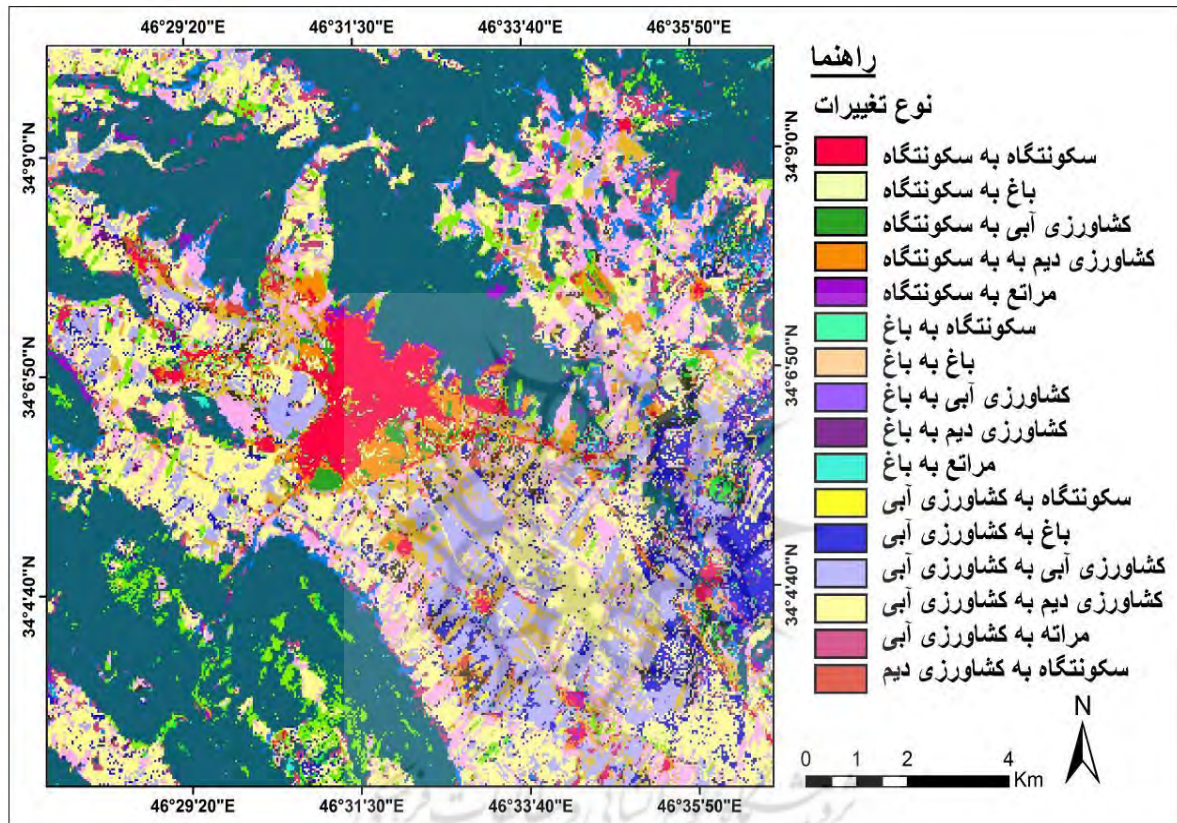 46°29'20"E 46°31'30"E 46°33'40"E 46°35'50"E
34°9'0"N
34°6'50"N
34°4'40"N
34°9'0"N
34°6'50"N
34°4'40"N
46°29'20"E 46°31'30"E 46°33'40"E 46°35'50"E
راهنما
نوع تغییرات
سکونتگاه به سکونتگاه
باغ به سکونتگاه
کشاورزی آبی به سکونتگاه
کشاورزی دیم به به سکونتگاه
مراتع به سکونتگاه
سکونتگاه به باغ
باغ به باغ
کشاورزی آبی به باغ
کشاورزی دیم به باغ
مراتع به باغ
سکونتگاه به کشاورزی آبی
باغ به کشاورزی آبی
کشاورزی آبی به کشاورزی آبی
کشاورزی دیم به کشاورزی آبی
مراته به کشاورزی آبی
سکونتگاه به کشاورزی دیم
N
0 1 2 4
Km